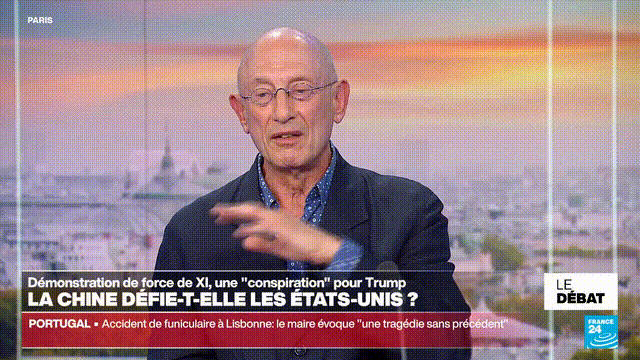 PARIS
Démonstration de force de XI, une "conspiration" pour Trump
LA CHINE DÉFIE-T-ELLE LES ÉTATS-UNIS ?
LE
DÉBAT
PORTUGAL • Accident de funiculaire à Lisbonne: le maire évoque "une tragédie sans précédent"
FRANCE
24